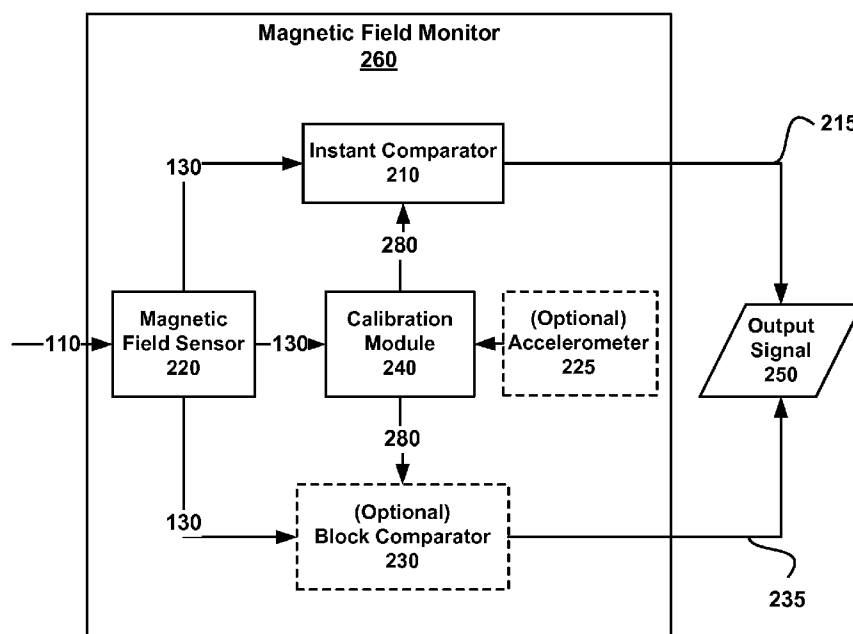 Magnetic Field Monitor
260
215
130
Instant Comparator
210
280
110
Magnetic
Field Sensor
220
130
Calibration
Module
240
(Optional)
Accelerometer
225
Output
Signal
250
280
130
(Optional)
Block Comparator
230
235